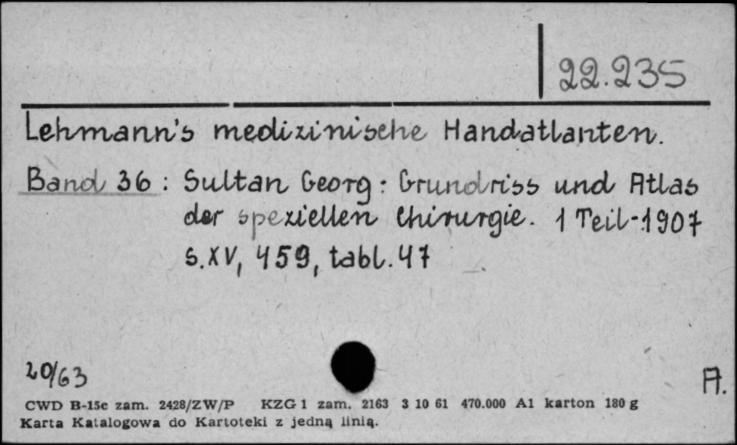 22.235
Lehmann's medizinische Handatlanten.
Band 36 : Sultan Georg : Grundriss und Atlas
der speziellen Chirurgie. 1 Teil-1907
s.XV, 459, tabl. 47
20/63
A.
CWD B-15c zam. 2428/ZW/P KZG 1 zam. 2163 3 10 61 470.000 A1 karton 180 g
Karta Katalogowa do Kartoteki z jedną linią.